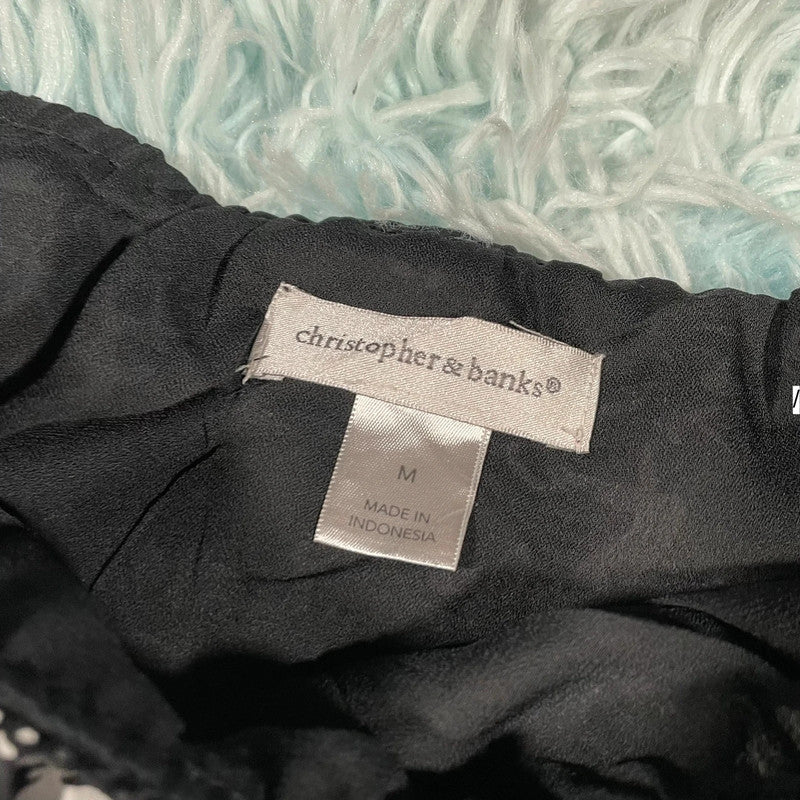 christopher & banks®
M
MADE IN
INDONESIA